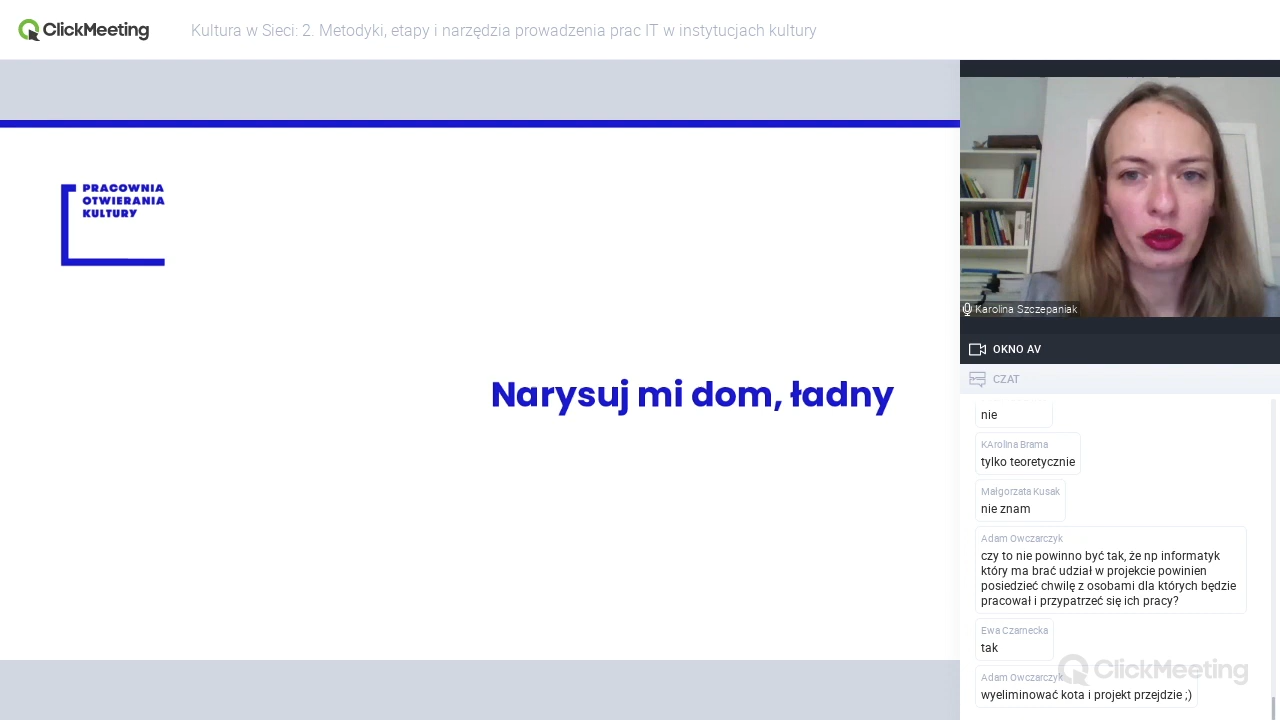 ClickMeeting
Kultura w Sieci: 2. Metodyki, etapy i narzędzia prowadzenia prac IT w instytucjach kultury
PRACOWNIA
OTWIERANIA
KULTURY
Narysuj mi dom, ładny
Karolina Szczepaniak
OKNO AV
CZAT
nie
KArolina Brama
tylko teoretycznie
Małgorzata Kusak
nie znam
Adam Owczarczyk
czy to nie powinno być tak, że np informatyk
który ma brać udział w projekcie powinien
posiedzieć chwilę z osobami dla których będzie
pracował i przypatrzeć się ich pracy?
Ewa Czarnecka
tak
ClickMeeting
Adam Owczarczyk
wyeliminować kota i projekt przejdzie ;)